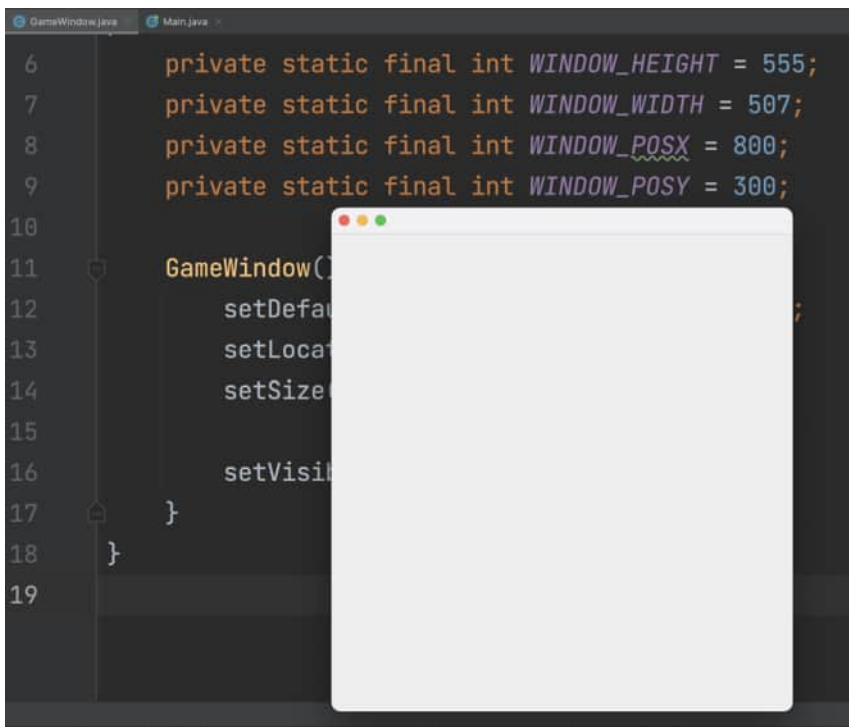 GameWindow.java Main.java
6 private static final int WINDOW_HEIGHT = 555;
7 private static final int WINDOW_WIDTH = 507;
8 private static final int WINDOW_POSX = 800;
9 private static final int WINDOW_POSY = 300;
10
11 GameWindow()
12 setDefau ;
13 setLocat
14 setSize(
15
16 setVisib
17 }
18 }
19